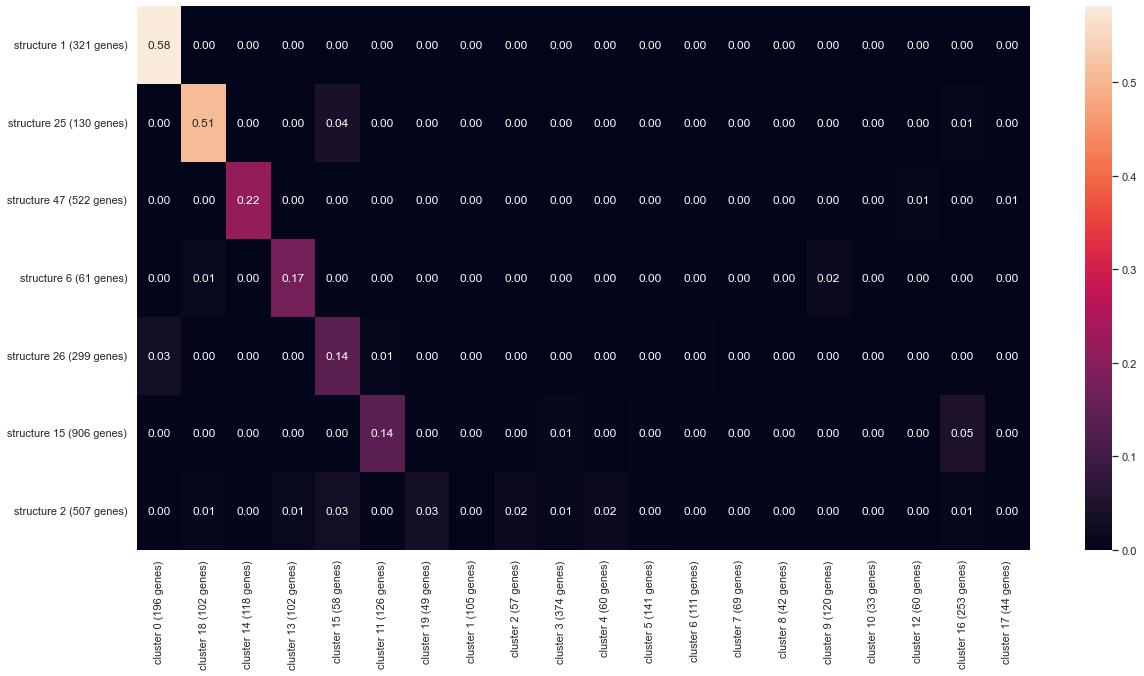 structure 1 (321 genes) 0.58 0.00 0.00 0.00 0.00 0.00 0.00 0.00 0.00 0.00 0.00 0.00 0.00 0.00 0.00 0.00 0.00 0.00 0.00 0.00
structure 25 (130 genes) 0.00 0.51 0.00 0.00 0.04 0.00 0.00 0.00 0.00 0.00 0.00 0.00 0.00 0.00 0.00 0.00 0.00 0.00 0.01 0.00
structure 47 (522 genes) 0.00 0.00 0.22 0.00 0.00 0.00 0.00 0.00 0.00 0.00 0.00 0.00 0.00 0.00 0.00 0.00 0.00 0.01 0.00 0.01
structure 6 (61 genes) 0.00 0.01 0.00 0.17 0.00 0.00 0.00 0.00 0.00 0.00 0.00 0.00 0.00 0.00 0.00 0.02 0.00 0.00 0.00 0.00
structure 26 (299 genes) 0.03 0.00 0.00 0.00 0.14 0.01 0.00 0.00 0.00 0.00 0.00 0.00 0.00 0.00 0.00 0.00 0.00 0.00 0.00 0.00
structure 15 (906 genes) 0.00 0.00 0.00 0.00 0.00 0.14 0.00 0.00 0.00 0.01 0.00 0.00 0.00 0.00 0.00 0.00 0.00 0.00 0.05 0.00
structure 2 (507 genes) 0.00 0.01 0.00 0.01 0.03 0.00 0.03 0.00 0.02 0.01 0.02 0.00 0.00 0.00 0.00 0.00 0.00 0.00 0.01 0.00
cluster 0 (196 genes)
cluster 18 (102 genes)
cluster 14 (118 genes)
cluster 13 (102 genes)
cluster 15 (58 genes)
cluster 11 (126 genes)
cluster 19 (49 genes)
cluster 1 (105 genes)
cluster 2 (57 genes)
cluster 3 (374 genes)
cluster 4 (60 genes)
cluster 5 (141 genes)
cluster 6 (111 genes)
cluster 7 (69 genes)
cluster 8 (42 genes)
cluster 9 (120 genes)
cluster 10 (33 genes)
cluster 12 (60 genes)
cluster 16 (253 genes)
cluster 17 (44 genes)
0.5
0.4
0.3
0.2
0.1
0.0